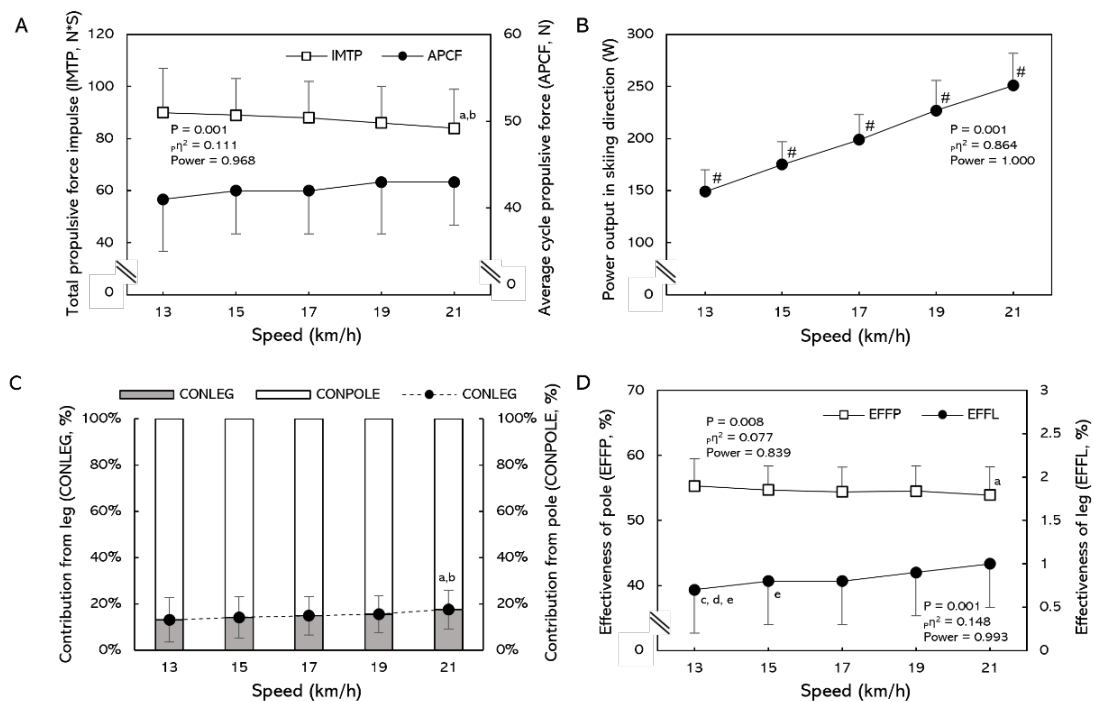 A
Total propulsive force impulse (IMTP, N*S)
120
100
80
60
40
0
IMTP
APCF
P = 0.001
Pη² = 0.111
Power = 0.968
a,b
60
50
40
0
Average cycle propulsive force (APCF, N)
13 15 17 19 21
Speed (km/h)
B
Power output in skiing direction (W)
300
250
200
150
100
0
#
#
#
#
#
P = 0.001
Pη² = 0.864
Power = 1.000
13 15 17 19 21
Speed (km/h)
C
CONLEG
CONPOLE
CONLEG
Contribution from leg (CONLEG, %)
100%
80%
60%
40%
20%
0%
a,b
100%
80%
60%
40%
20%
0%
Contribution from pole (CONPOLE, %)
13 15 17 19 21
Speed (km/h)
D
Effectiveness of pole (EFFP, %)
70
60
50
40
0
P = 0.008
Pη² = 0.077
Power = 0.839
EFFP
EFFL
a
c, d, e
e
P = 0.001
Pη² = 0.148
Power = 0.993
3
2.5
2
1.5
1
0.5
0
Effectiveness of leg (EFFL, %)
13 15 17 19 21
Speed (km/h)